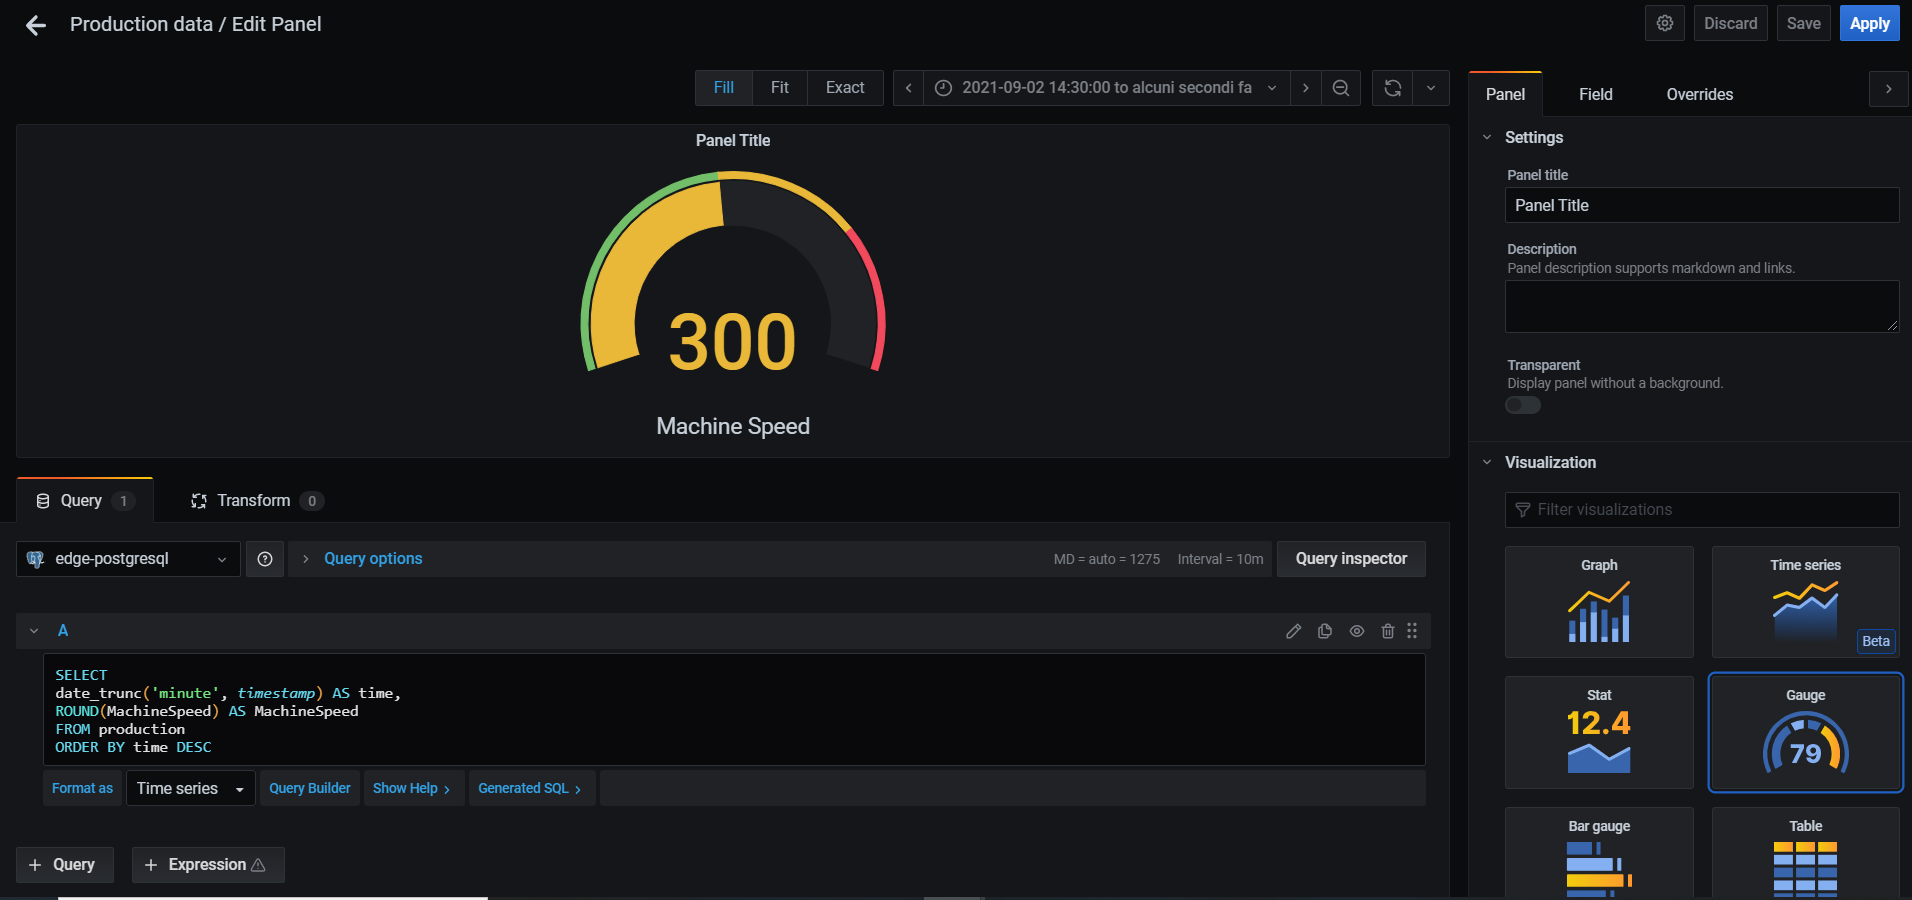 Production data / Edit Panel
Discard
Save
Apply
Fill
Fit
Exact
2021-09-02 14:30:00 to alcuni secondi fa
Panel Title
300
Machine Speed
Query 1
Transform 0
edge-postgresql
Query options
MD = auto = 1275
Interval = 10m
Query inspector
A
SELECT
date_trunc('minute', timestamp) AS time,
ROUND(MachineSpeed) AS MachineSpeed
FROM production
ORDER BY time DESC
Format as
Time series
Query Builder
Show Help >
Generated SQL >
+ Query
+ Expression
Panel
Field
Overrides
Settings
Panel title
Panel Title
Description
Panel description supports markdown and links.
Transparent
Display panel without a background.
Visualization
Filter visualizations
Graph
Time series
Beta
Stat
12.4
Gauge
79
Bar gauge
Table